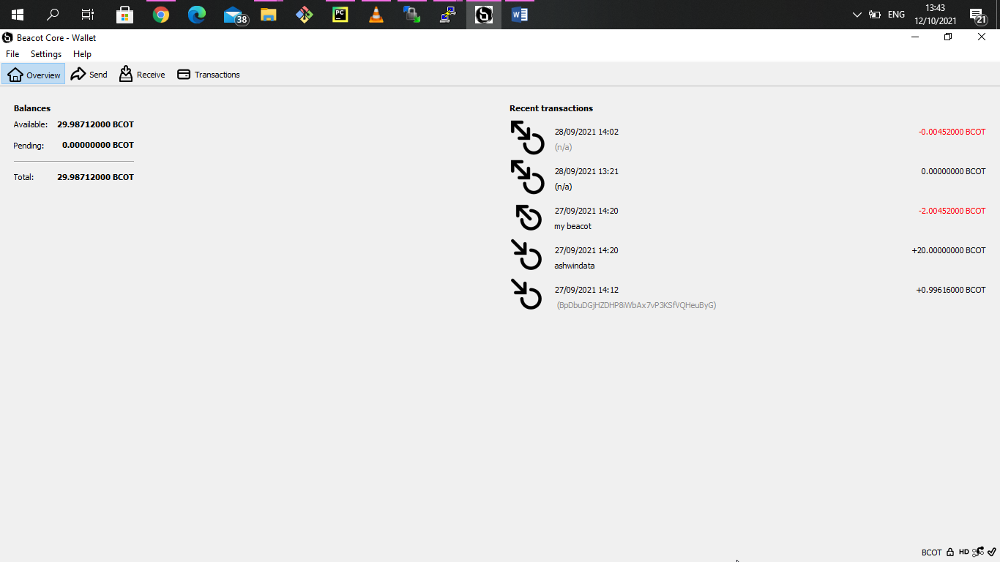 38
PC
ENG
13:43
12/10/2021
21
Beacot Core - Wallet
File Settings Help
Overview Send Receive Transactions
Balances
Available: 29.98712000 BCOT
Pending: 0.00000000 BCOT
Total: 29.98712000 BCOT
Recent transactions
28/09/2021 14:02 -0.00452000 BCOT
(n/a)
28/09/2021 13:21 0.00000000 BCOT
(n/a)
27/09/2021 14:20 -2.00452000 BCOT
my beacot
27/09/2021 14:20 +20.00000000 BCOT
ashwindata
27/09/2021 14:12 +0.99616000 BCOT
(BpDbuDGjHZDHP8iWbAx7vP3KSfVQHeuByG)
BCOT HD